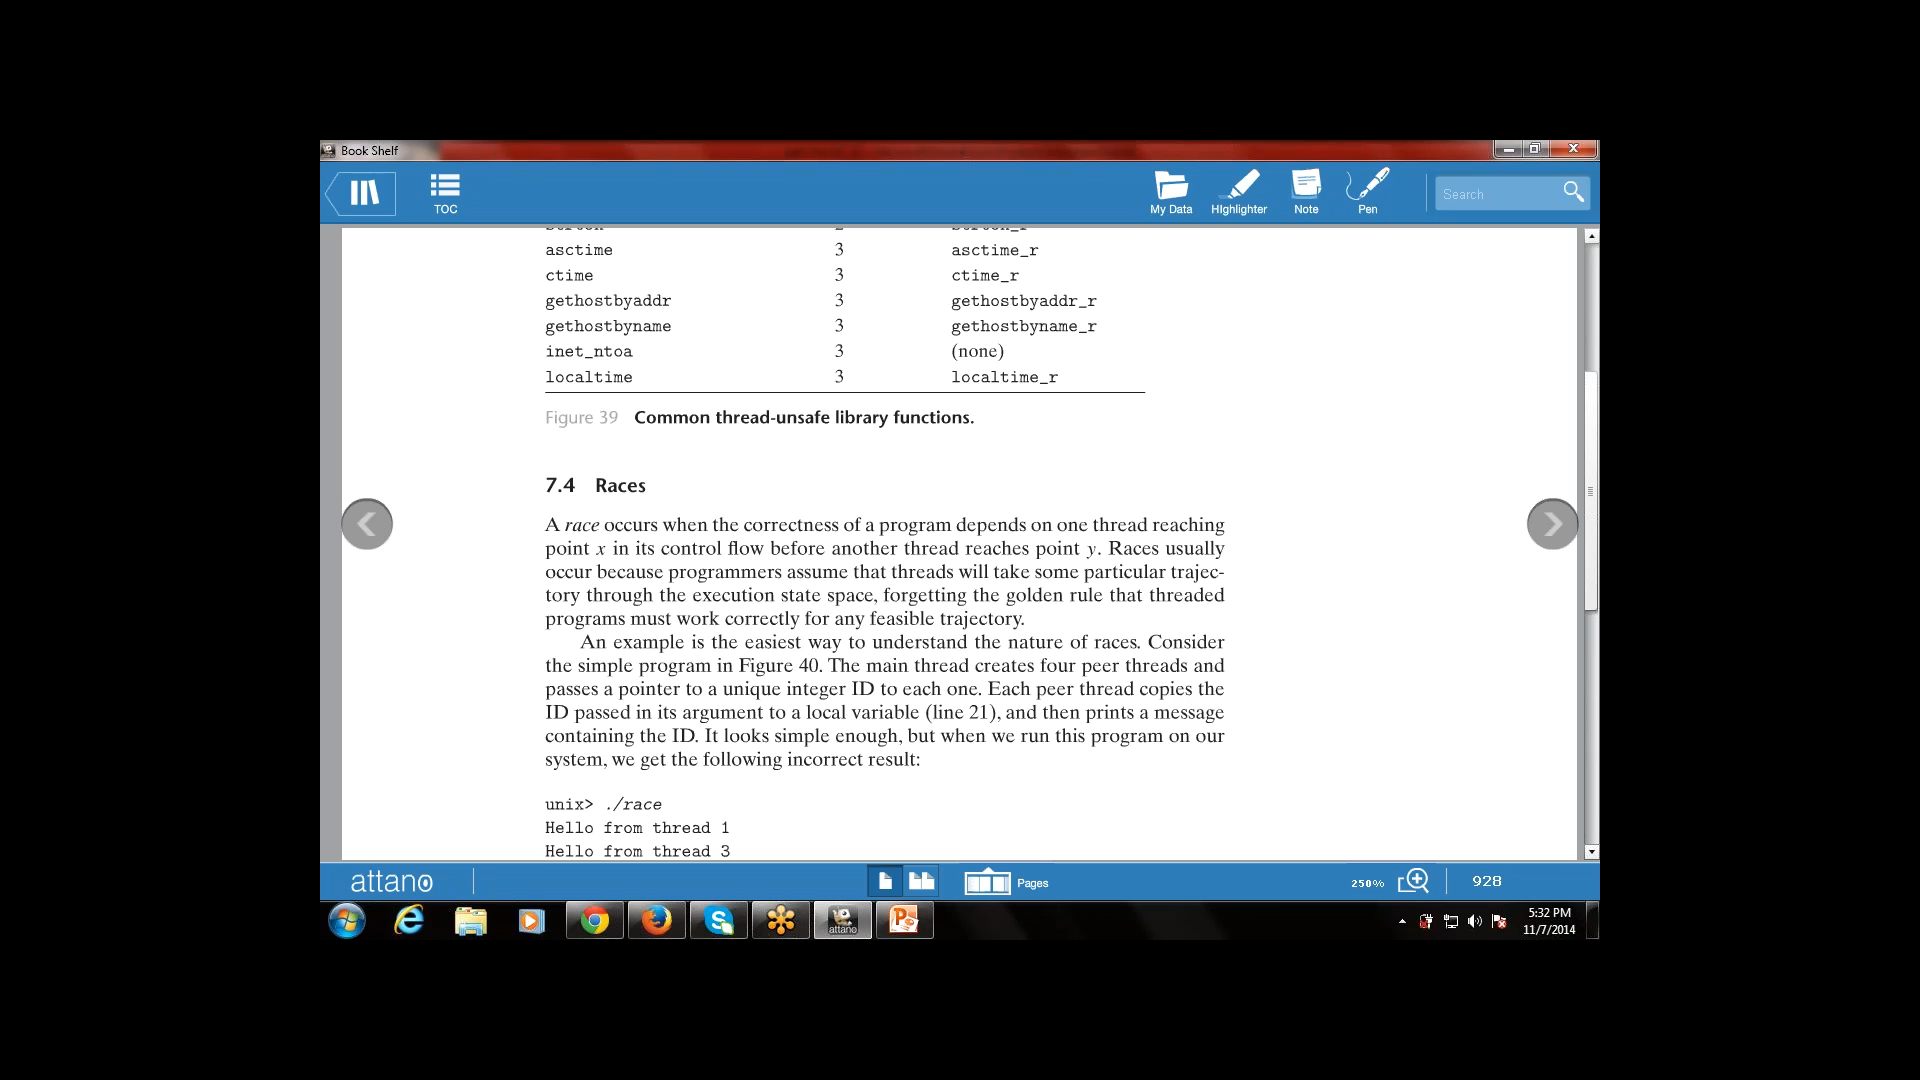 Book Shelf
TOC
My Data
HIghlighter
Note
Pen
Search
asctime 3 asctime_r
ctime 3 ctime_r
gethostbyaddr 3 gethostbyaddr_r
gethostbyname 3 gethostbyname_r
inet_ntoa 3 (none)
localtime 3 localtime_r
Figure 39 Common thread-unsafe library functions.
7.4 Races
A race occurs when the correctness of a program depends on one thread reaching
point x in its control flow before another thread reaches point y. Races usually
occur because programmers assume that threads will take some particular trajec-
tory through the execution state space, forgetting the golden rule that threaded
programs must work correctly for any feasible trajectory.
An example is the easiest way to understand the nature of races. Consider
the simple program in Figure 40. The main thread creates four peer threads and
passes a pointer to a unique integer ID to each one. Each peer thread copies the
ID passed in its argument to a local variable (line 21), and then prints a message
containing the ID. It looks simple enough, but when we run this program on our
system, we get the following incorrect result:
unix> ./race
Hello from thread 1
Hello from thread 3
attano
Pages
250%
928
attano
5:32 PM
11/7/2014